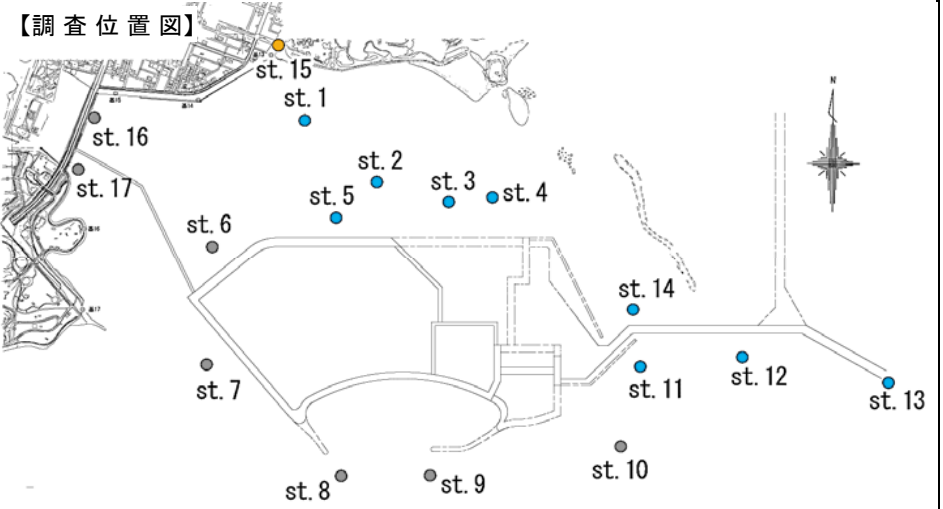 【調査位置図】
st. 15
st. 1
N
st. 16
st. 2
st. 17
st. 5
st. 3
st. 4
st. 6
st. 14
st. 7
st. 11
st. 12
st. 13
st. 10
st. 8
st. 9